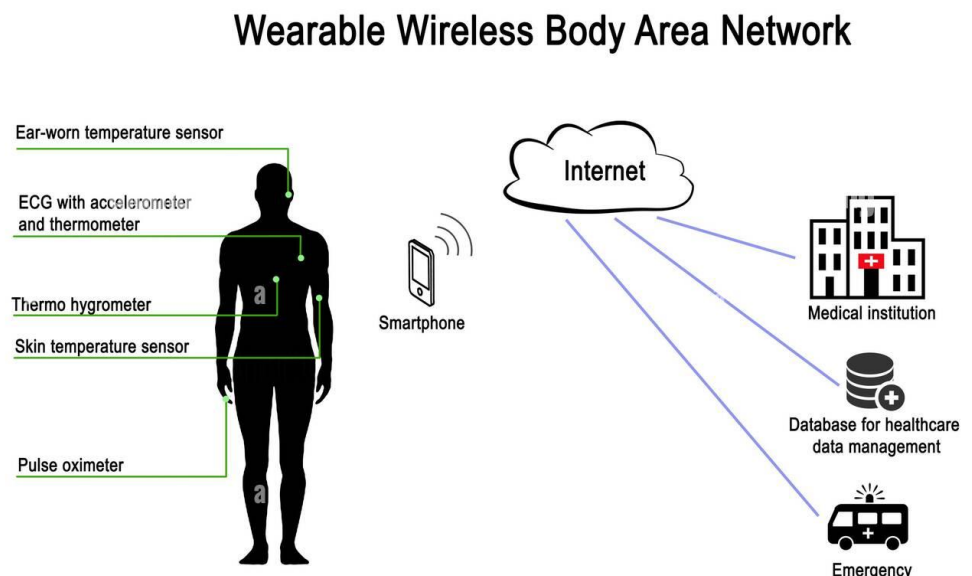 Wearable Wireless Body Area Network
Ear-worn temperature sensor
ECG with accelerometer
and thermometer
Thermo hygrometer
Skin temperature sensor
Pulse oximeter
Smartphone
Internet
Medical institution
Database for healthcare
data management
Emergency
a
a